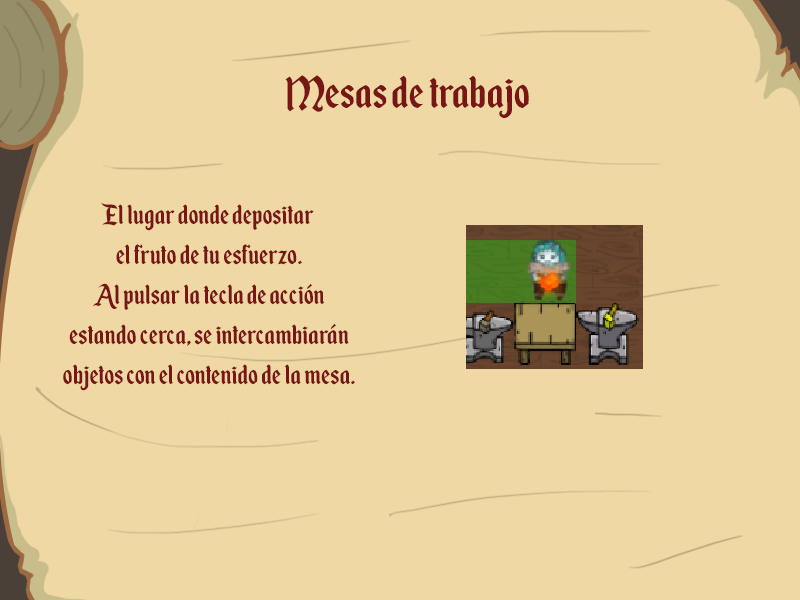 Mesas de trabajo
El lugar donde depositar
el fruto de tu esfuerzo.
Al pulsar la tecla de acción
estando cerca, se intercambiarán
objetos con el contenido de la mesa.